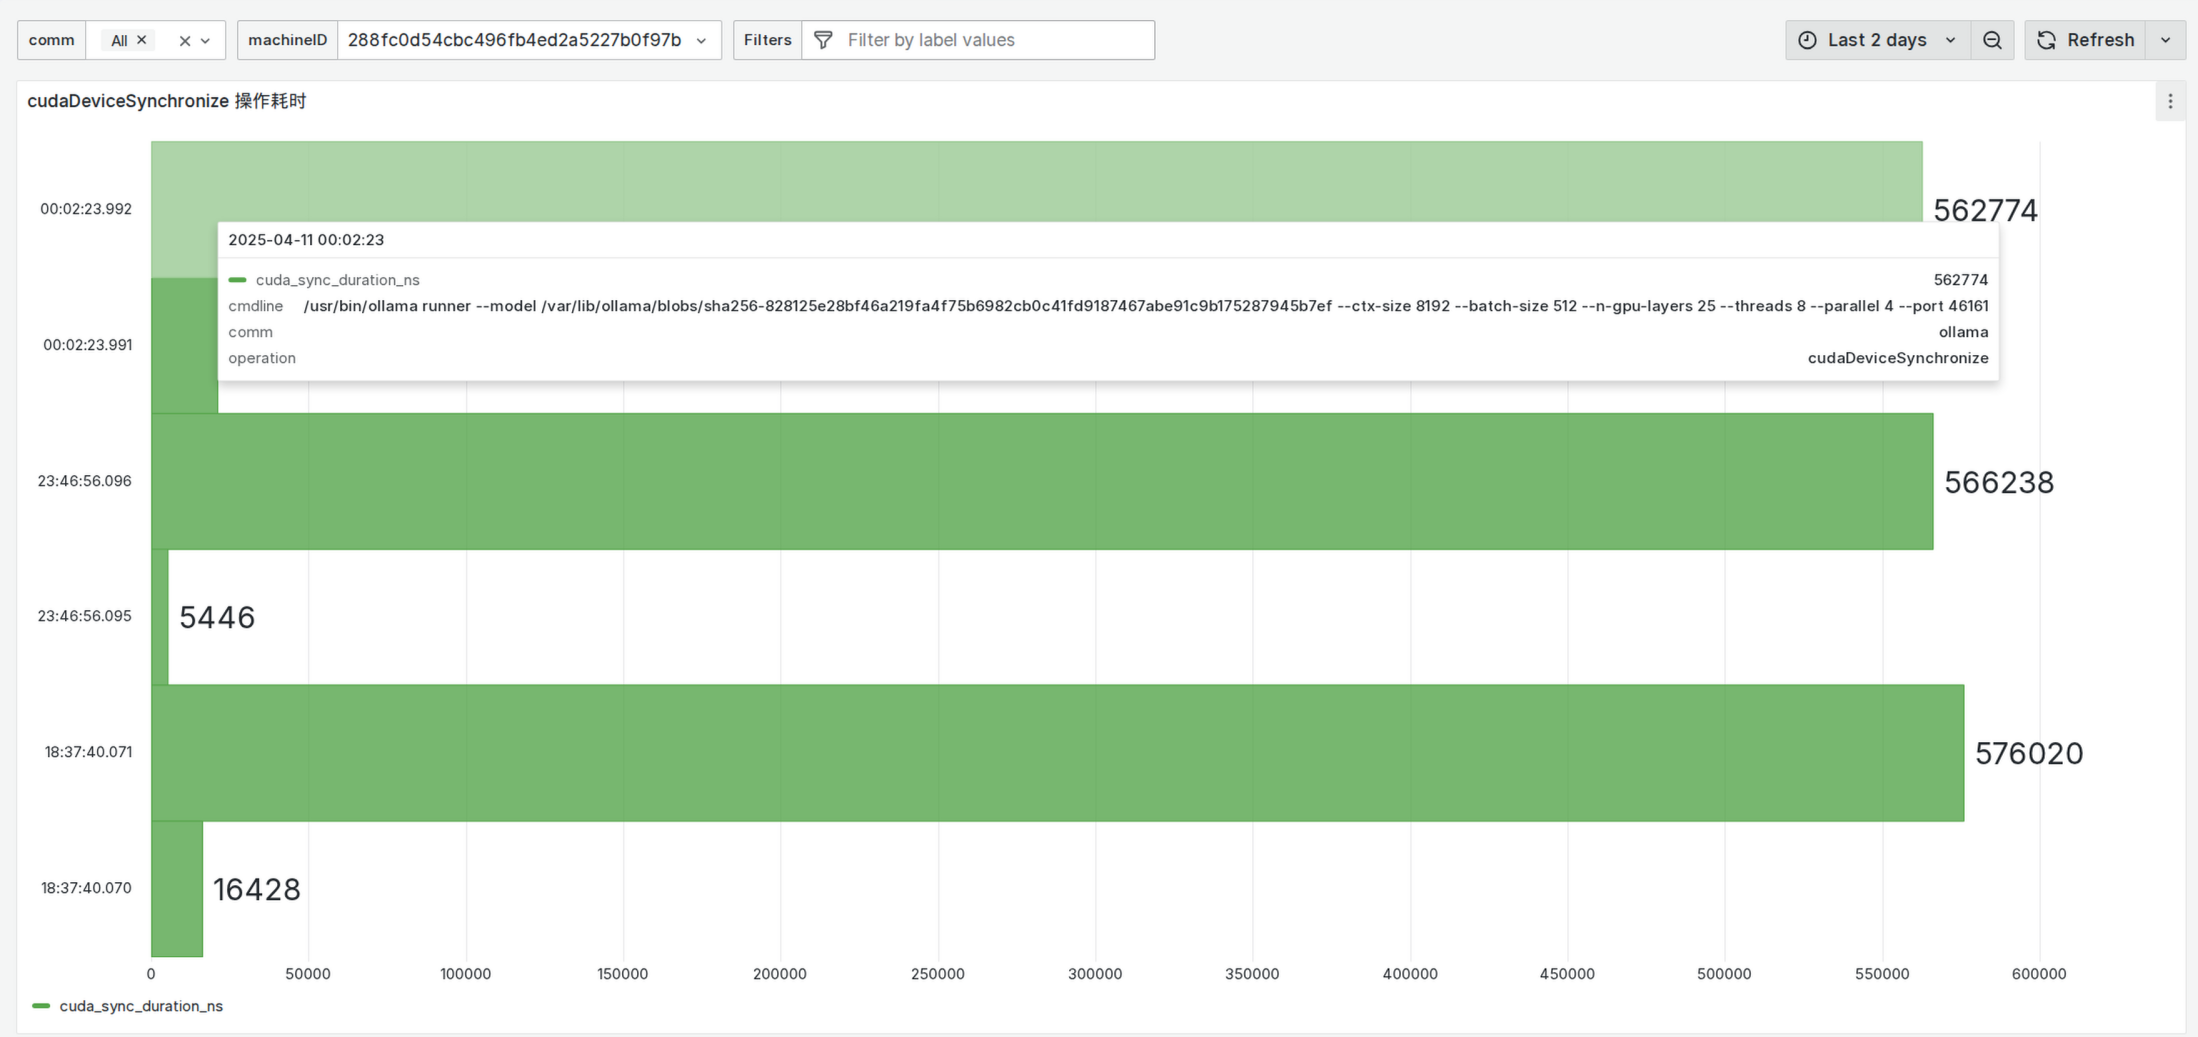 comm All machineID 288fc0d54cbc496fb4ed2a5227b0f97b Filters Filter by label values Last 2 days Refresh
cudaDeviceSynchronize 操作耗时
00:02:23.992 562774
2025-04-11 00:02:23
cuda_sync_duration_ns 562774
cmdline /usr/bin/ollama runner --model /var/lib/ollama/blobs/sha256-828125e28bf46a219fa4f75b6982cb0c41fd9187467abe91c9b175287945b7ef --ctx-size 8192 --batch-size 512 --n-gpu-layers 25 --threads 8 --parallel 4 --port 46161
comm ollama
operation cudaDeviceSynchronize
00:02:23.991
23:46:56.096 566238
23:46:56.095 5446
18:37:40.071 576020
18:37:40.070 16428
0 50000 100000 150000 200000 250000 300000 350000 400000 450000 500000 550000 600000
cuda_sync_duration_ns